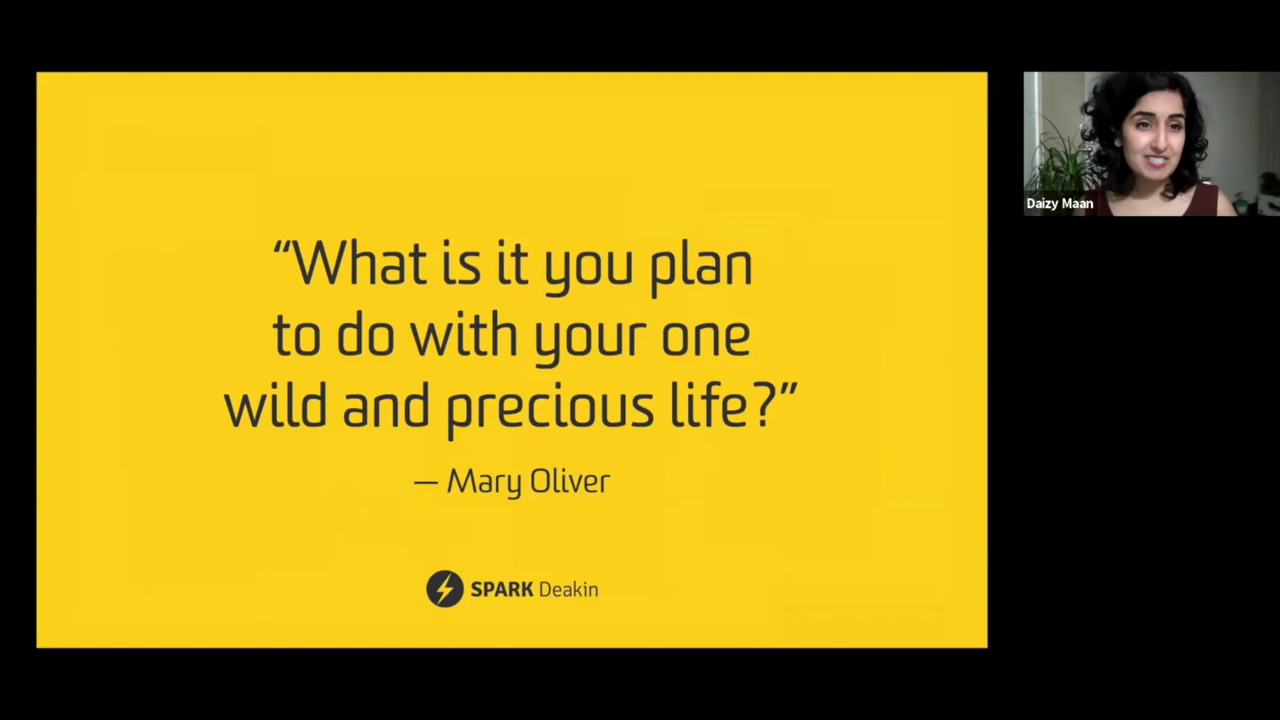 “What is it you plan
to do with your one
wild and precious life?”
— Mary Oliver
SPARK Deakin
Daizy Maan